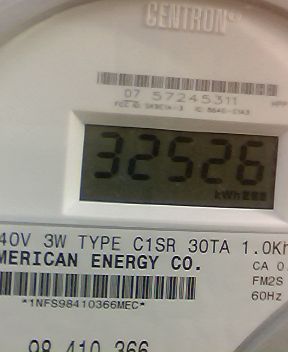 CENTRON®
07 57245311
32526
kWh
40V 3W TYPE C1SR 30TA 1.0Kh
MERICAN ENERGY CO.
CA 0.
FM2S
*1NFS98410366MEC*
60Hz
98 410 366